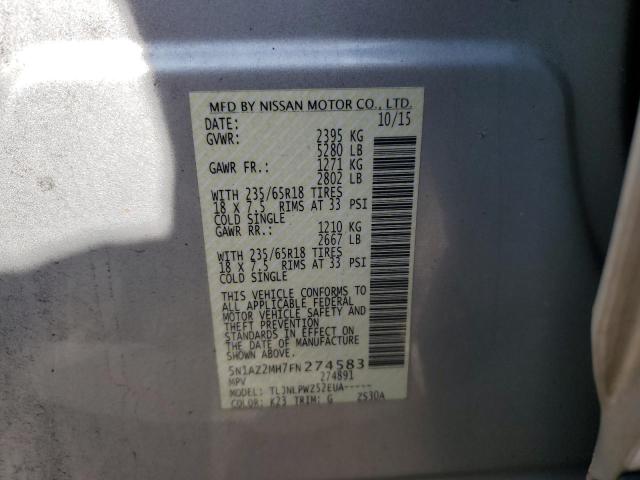 MFD BY NISSAN MOTOR CO., LTD.
DATE: 10/15
GVWR: 2395 KG
5280 LB
GAWR FR.: 1271 KG
2802 LB
WITH 235/65R18 TIRES
18 X 7.5 RIMS AT 33 PSI
COLD SINGLE
GAWR RR.: 1210 KG
2667 LB
WITH 235/65R18 TIRES
18 X 7.5 RIMS AT 33 PSI
COLD SINGLE
THIS VEHICLE CONFORMS TO
ALL APPLICABLE FEDERAL
MOTOR VEHICLE SAFETY AND
THEFT PREVENTION
STANDARDS IN EFFECT ON
THE DATE OF MANUFACTURE
SHOWN ABOVE.
5N1AZ2MH7FN274583
MPV 274891
MODEL: TLJNLPWZ52EUA-----
COLOR: K23 TRIM: G Z530A